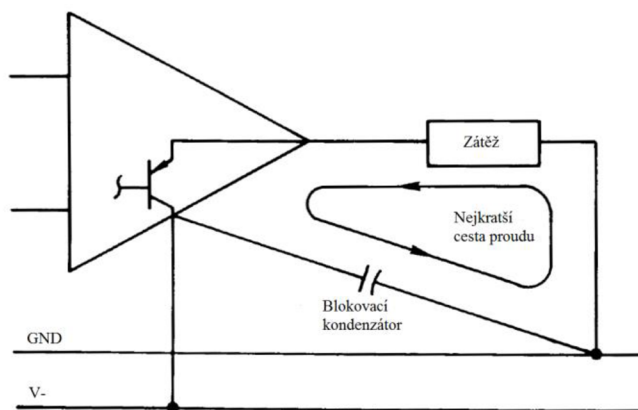 Zátěž
Nejkratší
cesta proudu
Blokovací
kondenzátor
GND
V-